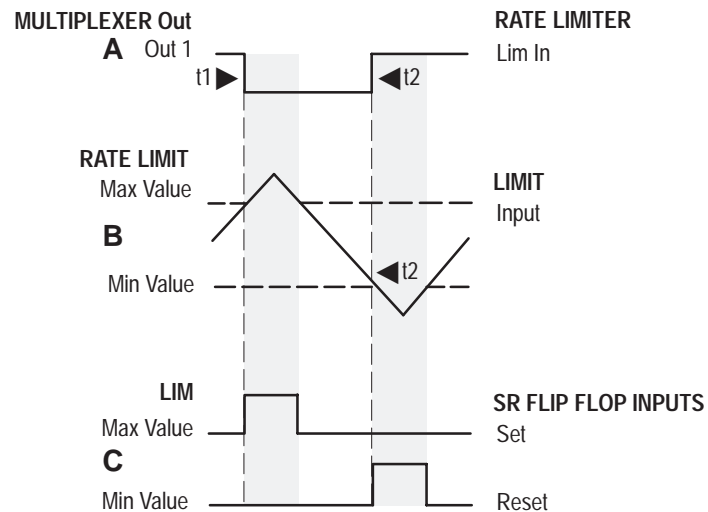 MULTIPLEXER Out
RATE LIMITER
A Out 1
Lim In
t1
t2
RATE LIMIT
Max Value
LIMIT
Input
B
t2
Min Value
LIM
SR FLIP FLOP INPUTS
Max Value
Set
C
Min Value
Reset